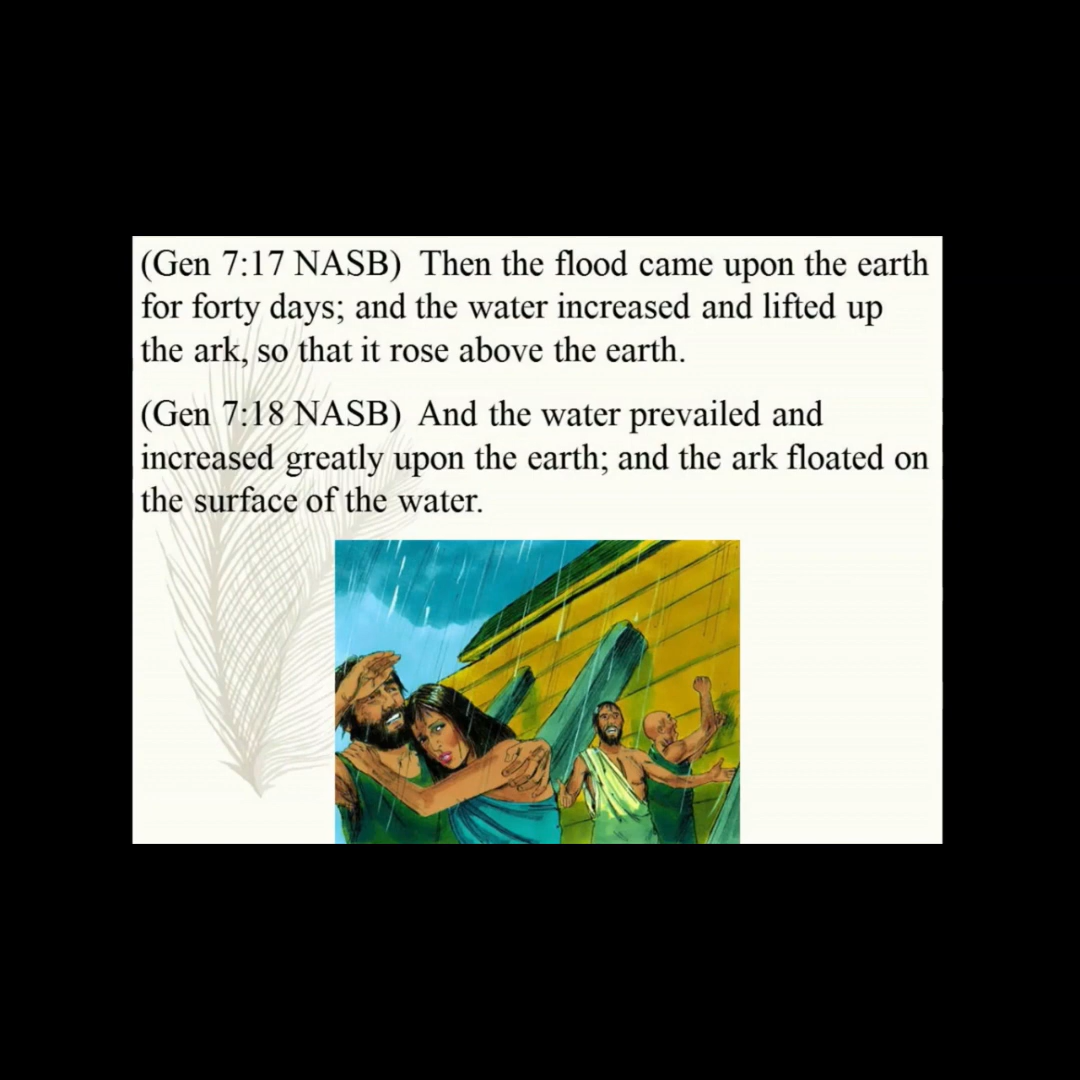 (Gen 7:17 NASB) Then the flood came upon the earth
for forty days; and the water increased and lifted up
the ark, so that it rose above the earth.
(Gen 7:18 NASB) And the water prevailed and
increased greatly upon the earth; and the ark floated on
the surface of the water.